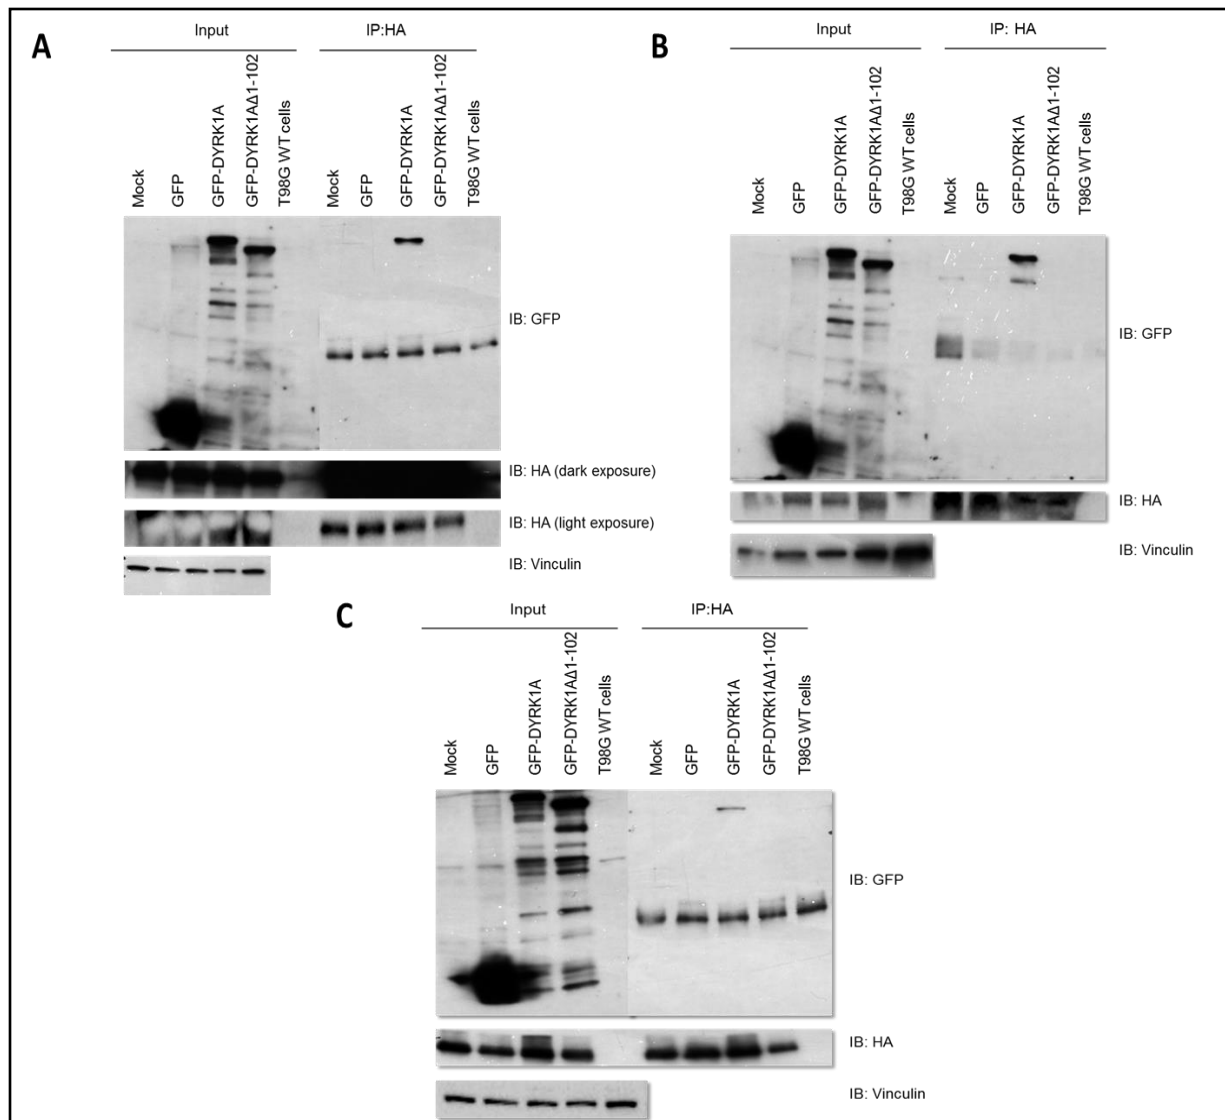 A
Input
IP:HA
Mock
GFP
GFP-DYRK1A
GFP-DYRK1AΔ1-102
T98G WT cells
Mock
GFP
GFP-DYRK1A
GFP-DYRK1AΔ1-102
T98G WT cells
IB: GFP
IB: HA (dark exposure)
IB: HA (light exposure)
IB: Vinculin
B
Input
IP: HA
Mock
GFP
GFP-DYRK1A
GFP-DYRK1AΔ1-102
T98G WT cells
Mock
GFP
GFP-DYRK1A
GFP-DYRK1AΔ1-102
T98G WT cells
IB: GFP
IB: HA
IB: Vinculin
C
Input
IP:HA
Mock
GFP
GFP-DYRK1A
GFP-DYRK1AΔ1-102
T98G WT cells
Mock
GFP
GFP-DYRK1A
GFP-DYRK1AΔ1-102
T98G WT cells
IB: GFP
IB: HA
IB: Vinculin